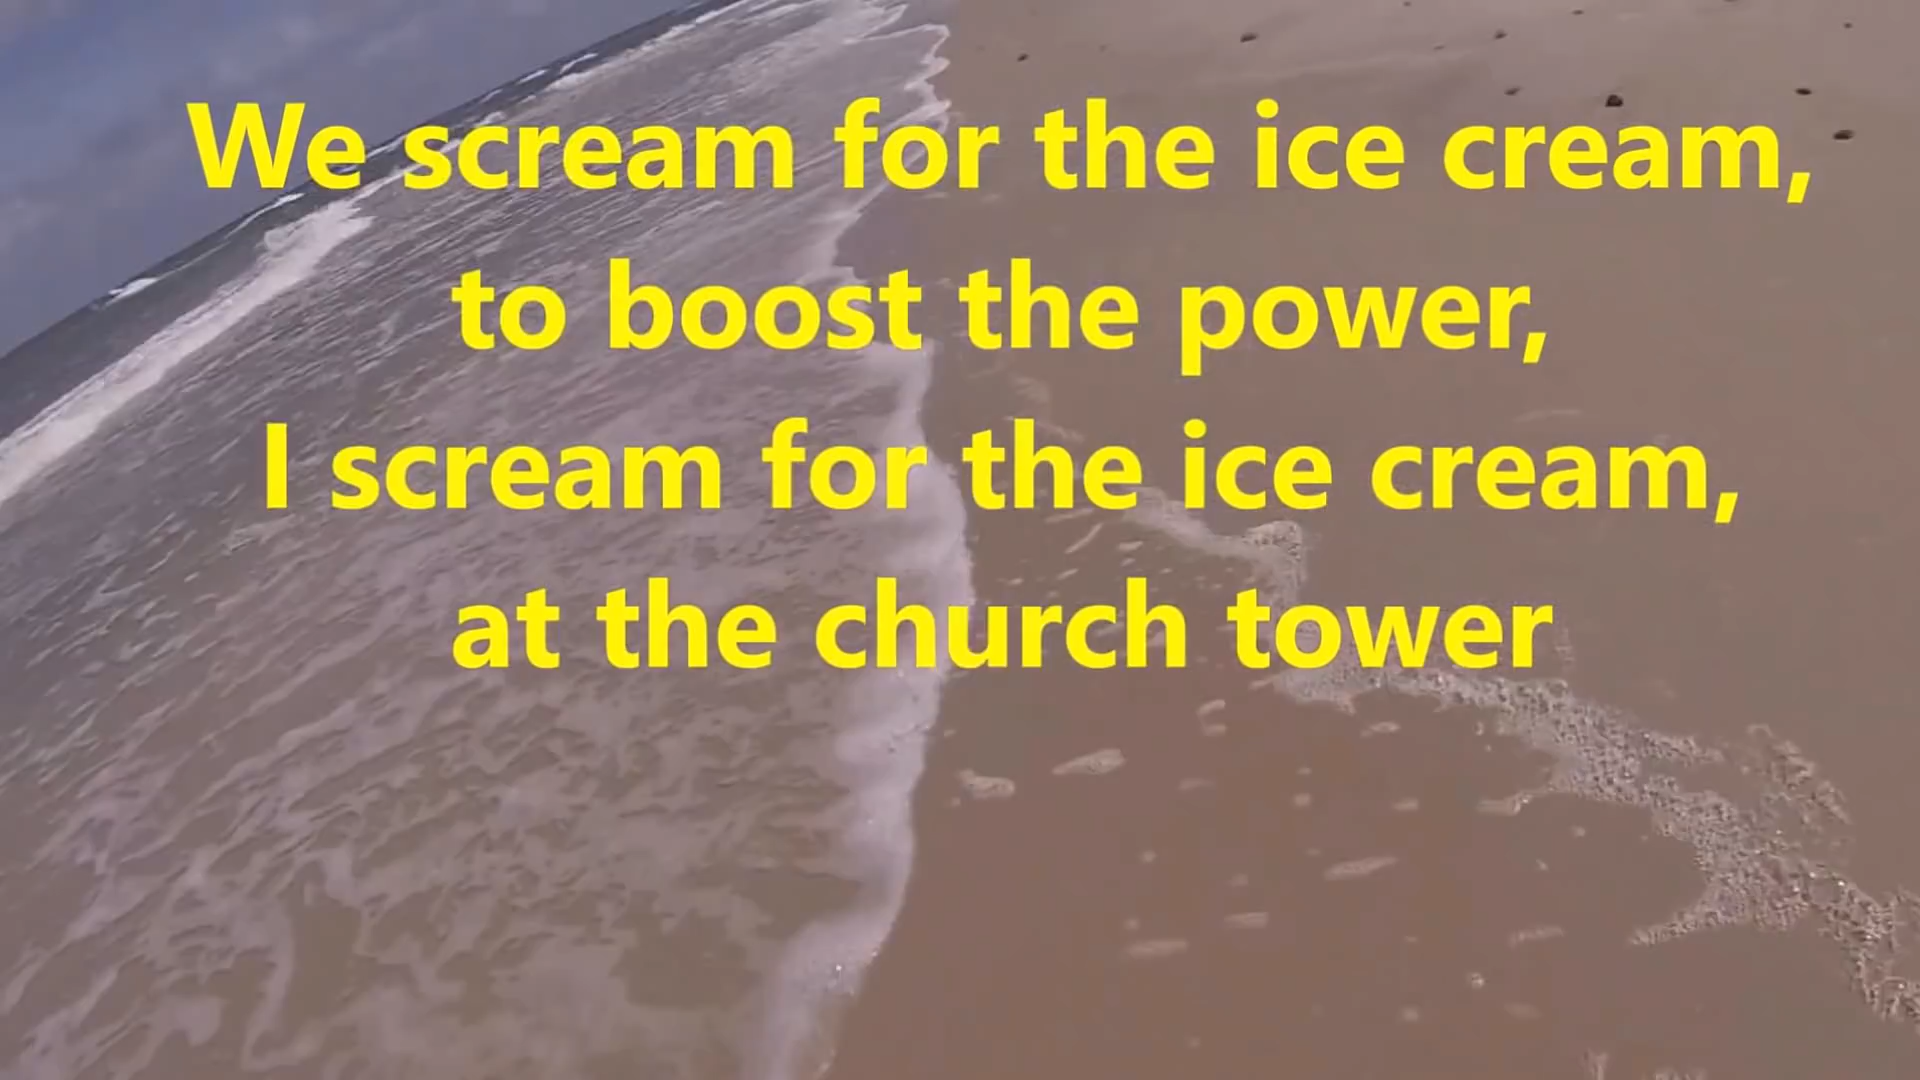 We scream for the ice cream,
to boost the power,
I scream for the ice cream,
at the church tower